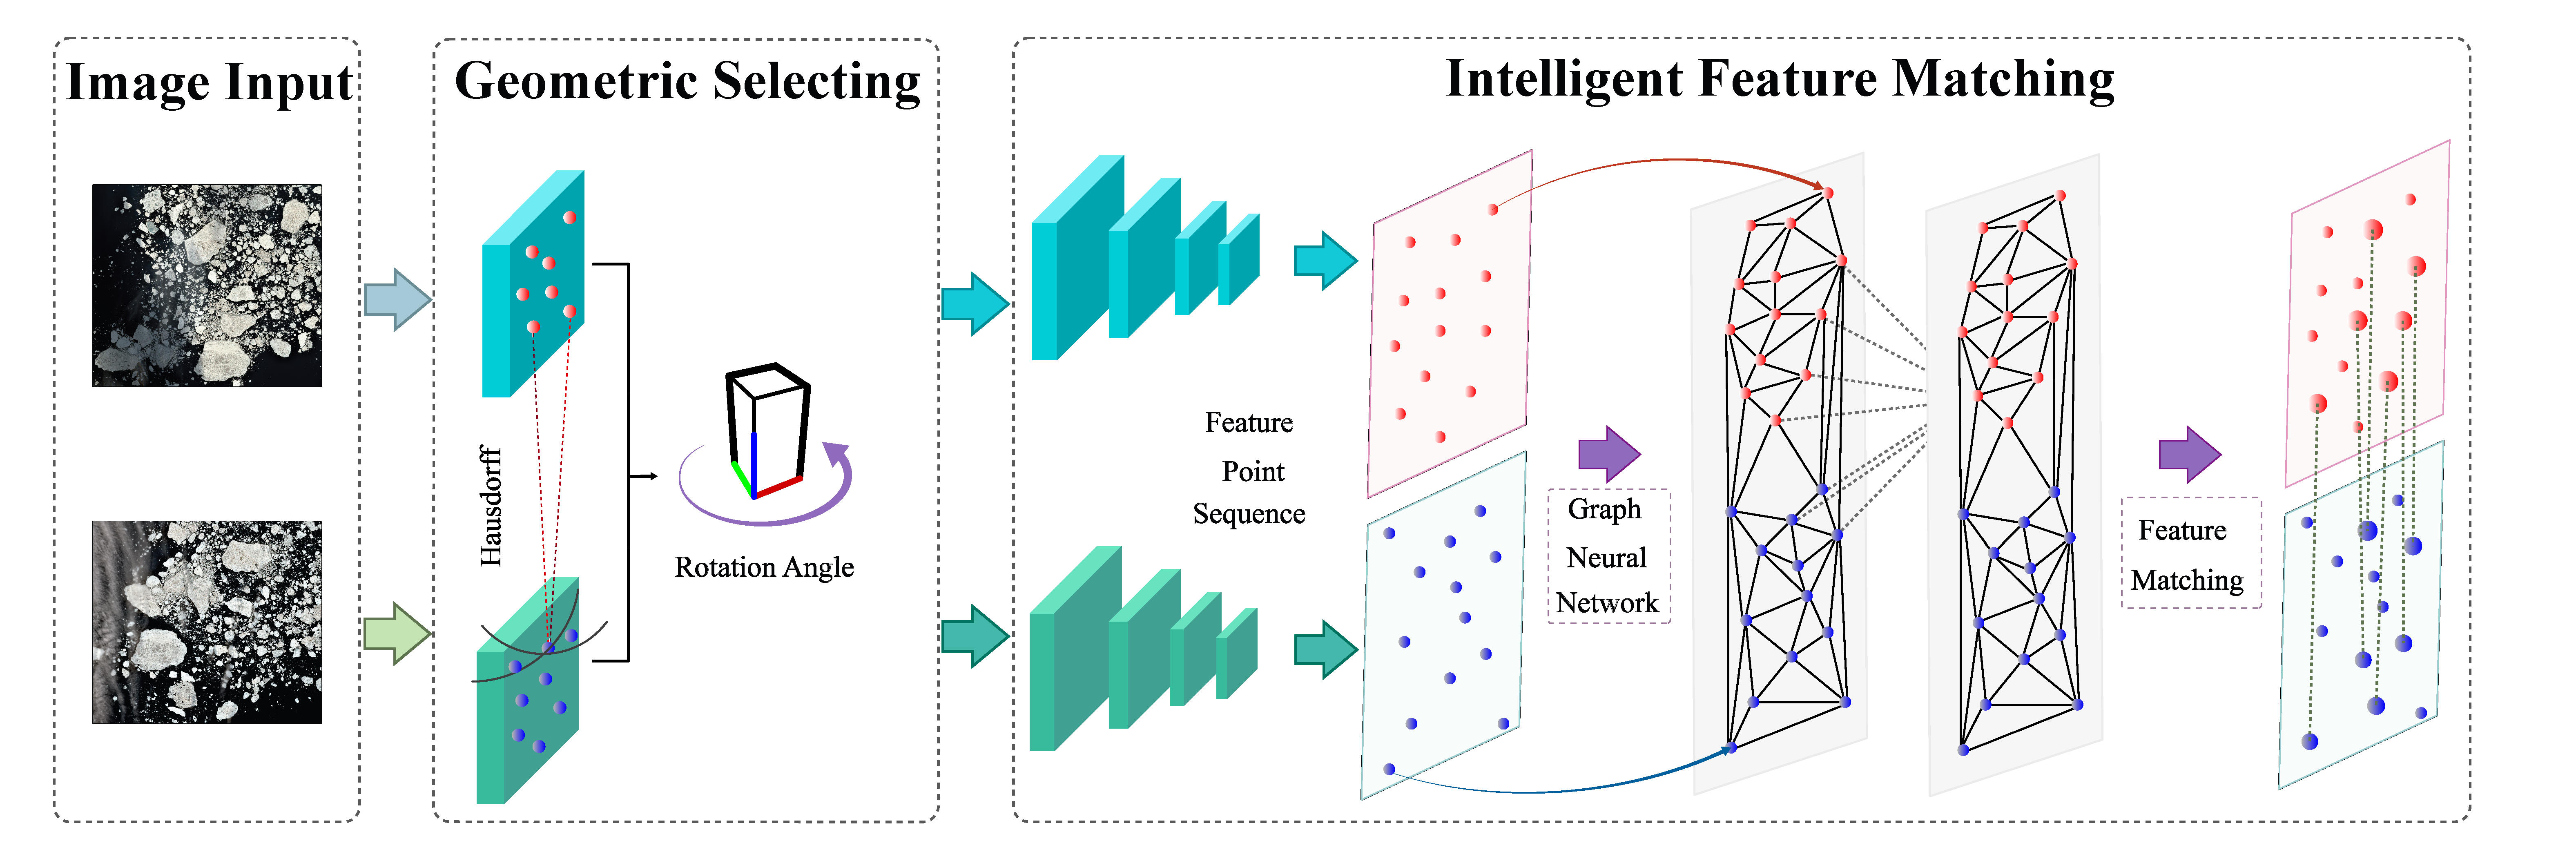 Image Input
Geometric Selecting
Intelligent Feature Matching
Hausdorff
Rotation Angle
Feature
Point
Sequence
Graph
Neural
Network
Feature
Matching